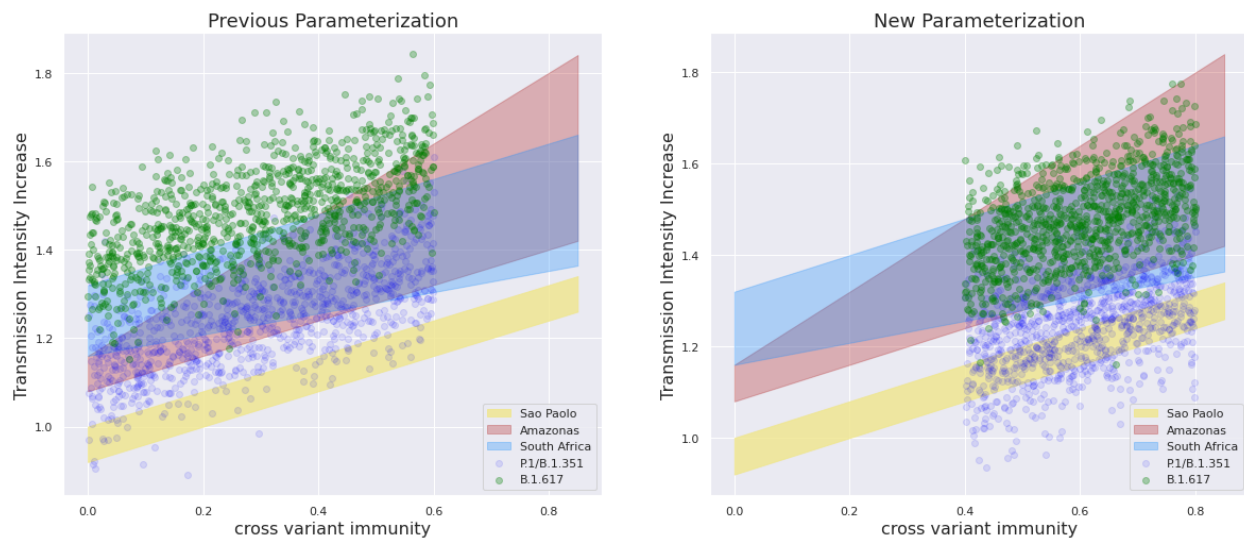 Previous Parameterization
Transmission Intensity Increase
1.8
1.6
1.4
1.2
1.0
0.0
0.2
0.4
0.6
0.8
cross variant immunity
Sao Paolo
Amazonas
South Africa
P.1/B.1.351
B.1.617
New Parameterization
Transmission Intensity Increase
1.8
1.6
1.4
1.2
1.0
0.0
0.2
0.4
0.6
0.8
cross variant immunity
Sao Paolo
Amazonas
South Africa
P.1/B.1.351
B.1.617